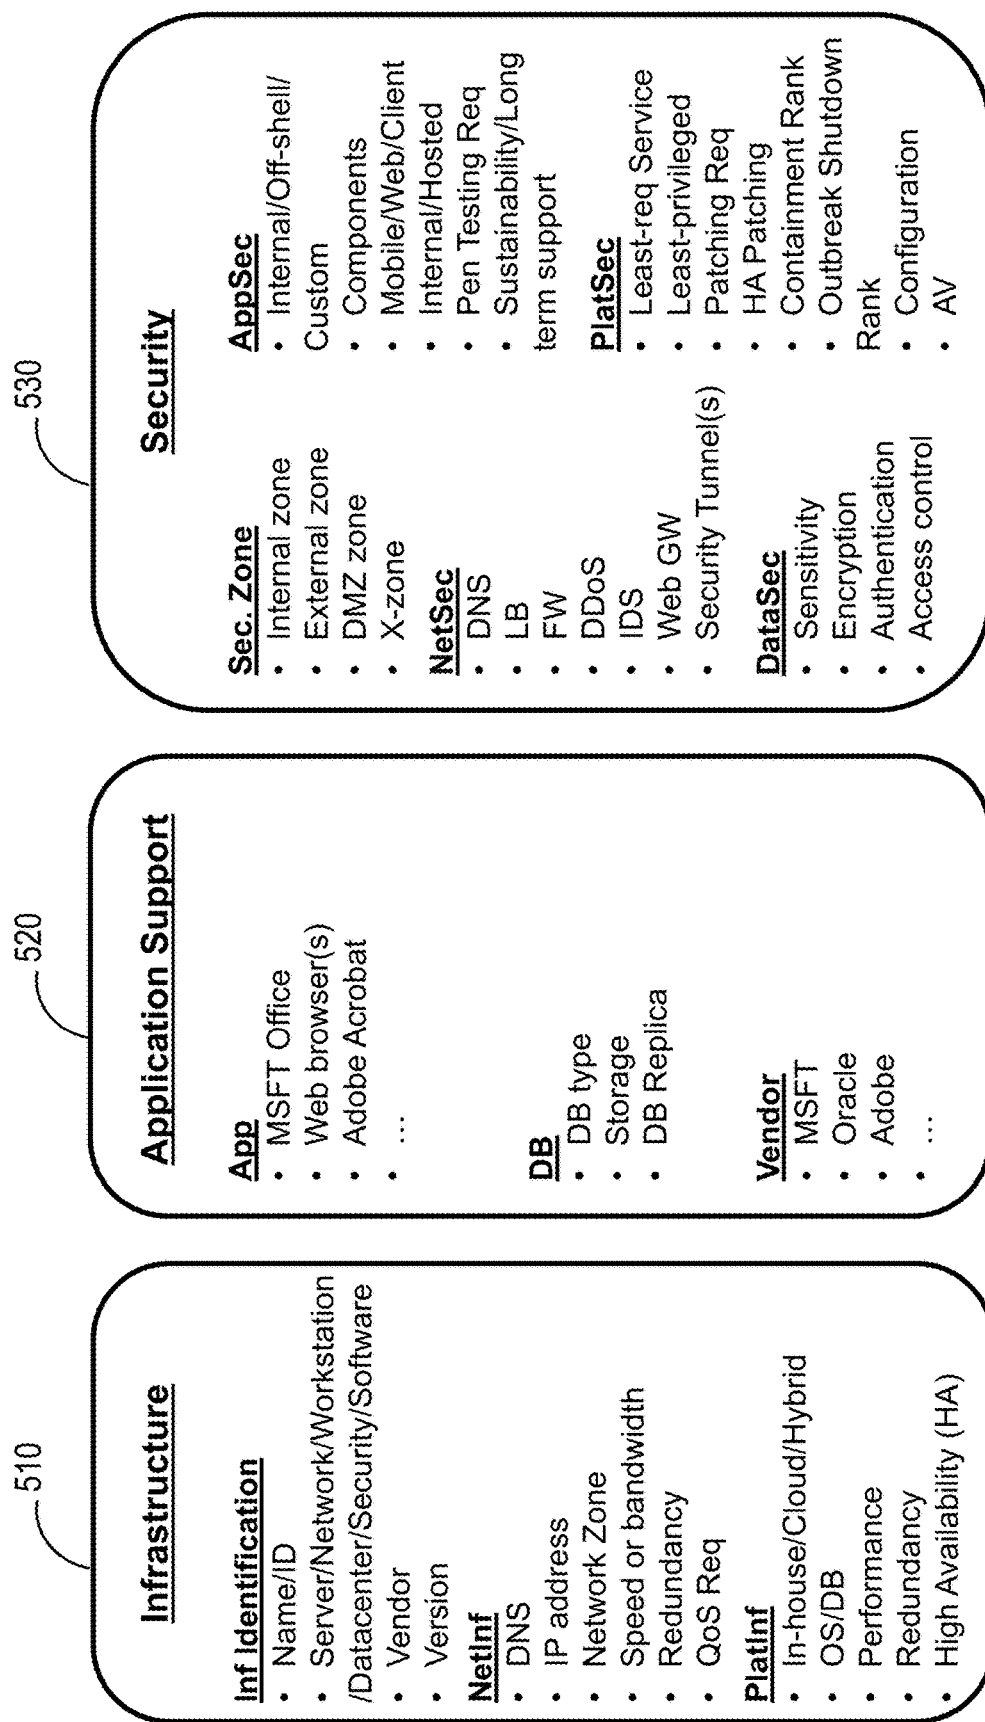 510
Infrastructure
Inf Identification
• Name/ID
• Server/Network/Workstation
/Datacenter/Security/Software
• Vendor
• Version
NetInf
• DNS
• IP address
• Network Zone
• Speed or bandwidth
• Redundancy
• QoS Req
PlatInf
• In-house/Cloud/Hybrid
• OS/DB
• Performance
• Redundancy
• High Availability (HA)
520
Application Support
App
• MSFT Office
• Web browser(s)
• Adobe Acrobat
• ...
DB
• DB type
• Storage
• DB Replica
Vendor
• MSFT
• Oracle
• Adobe
• ...
530
Security
Sec. Zone
• Internal zone
• External zone
• DMZ zone
• X-zone
NetSec
• DNS
• LB
• FW
• DDoS
• IDS
• Web GW
• Security Tunnel(s)
DataSec
• Sensitivity
• Encryption
• Authentication
• Access control
AppSec
• Internal/Off-shell/
Custom
• Components
• Mobile/Web/Client
• Internal/Hosted
• Pen Testing Req
• Sustainability/Long
term support
PlatSec
• Least-req Service
• Least-privileged
• Patching Req
• HA Patching
• Containment Rank
• Outbreak Shutdown
Rank
• Configuration
• AV